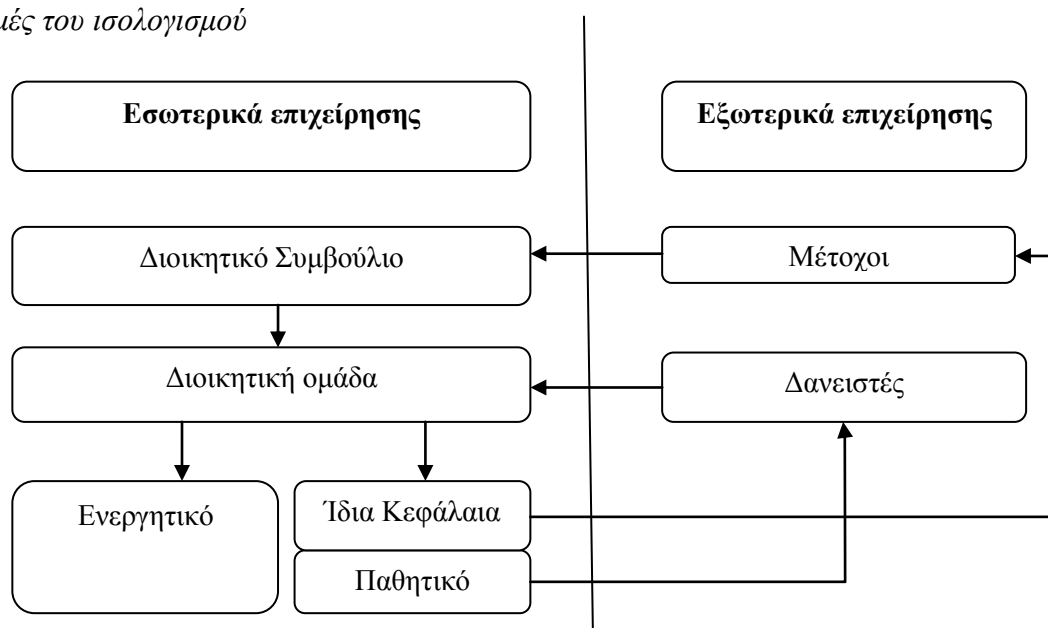 μές του ισολογισμού
Εσωτερικά επιχείρησης
Εξωτερικά επιχείρησης
Διοικητικό Συμβούλιο
Μέτοχοι
Διοικητική ομάδα
Δανειστές
Ενεργητικό
Ίδια Κεφάλαια
Παθητικό